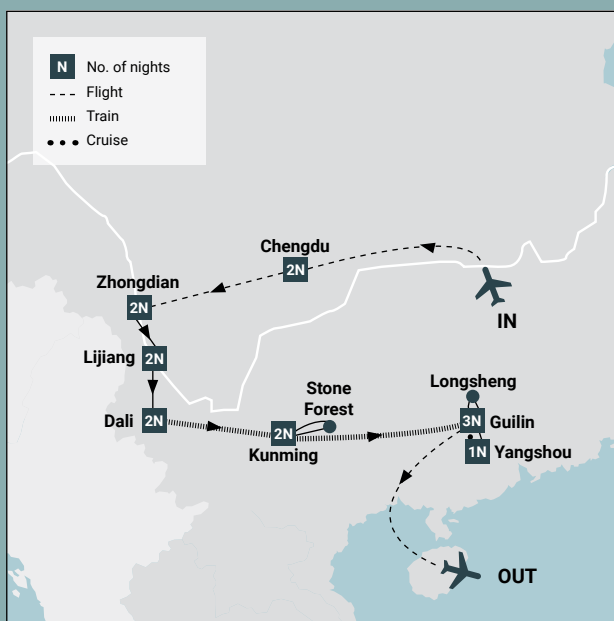 N No. of nights
Flight
Train
Cruise
Chengdu
2N
IN
Zhongdian
2N
Lijiang 2N
Dali 2N
Stone
Forest
2N
Kunming
Longsheng
3N Guilin
1N Yangshou
OUT